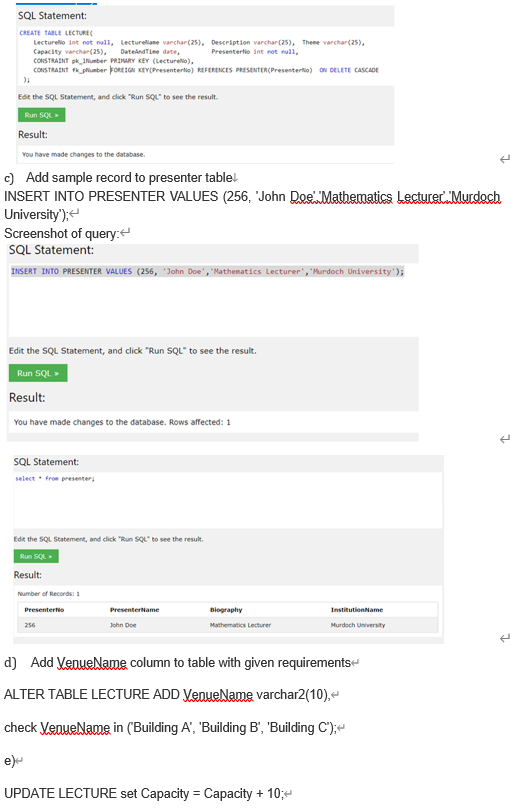 SQL Statement:
CREATE TABLE LECTURE(
LectureNo int not null, LectureName varchar(25), Description varchar(25), Theme varchar(25),
Capacity varchar(25), DateAndTime date, PresenterNo int not null,
CONSTRAINT pk_lNumber PRIMARY KEY (LectureNo),
CONSTRAINT fk_pNumber FOREIGN KEY(PresenterNo) REFERENCES PRESENTER(PresenterNo) ON DELETE CASCADE
);
Edit the SQL Statement, and click "Run SQL" to see the result.
Run SQL »
Result:
You have made changes to the database.
c) Add sample record to presenter table
INSERT INTO PRESENTER VALUES (256, 'John Doe','Mathematics Lecturer','Murdoch
University');
Screenshot of query:
SQL Statement:
INSERT INTO PRESENTER VALUES (256, 'John Doe','Mathematics Lecturer','Murdoch University');
Edit the SQL Statement, and click "Run SQL" to see the result.
Run SQL »
Result:
You have made changes to the database. Rows affected: 1
SQL Statement:
select * from presenter;
Edit the SQL Statement, and click "Run SQL" to see the result.
Run SQL »
Result:
Number of Records: 1
PresenterNo PresenterName Biography InstitutionName
256 John Doe Mathematics Lecturer Murdoch University
d) Add VenueName column to table with given requirements
ALTER TABLE LECTURE ADD VenueName varchar2(10),
check VenueName in ('Building A', 'Building B', 'Building C');
e)
UPDATE LECTURE set Capacity = Capacity + 10;